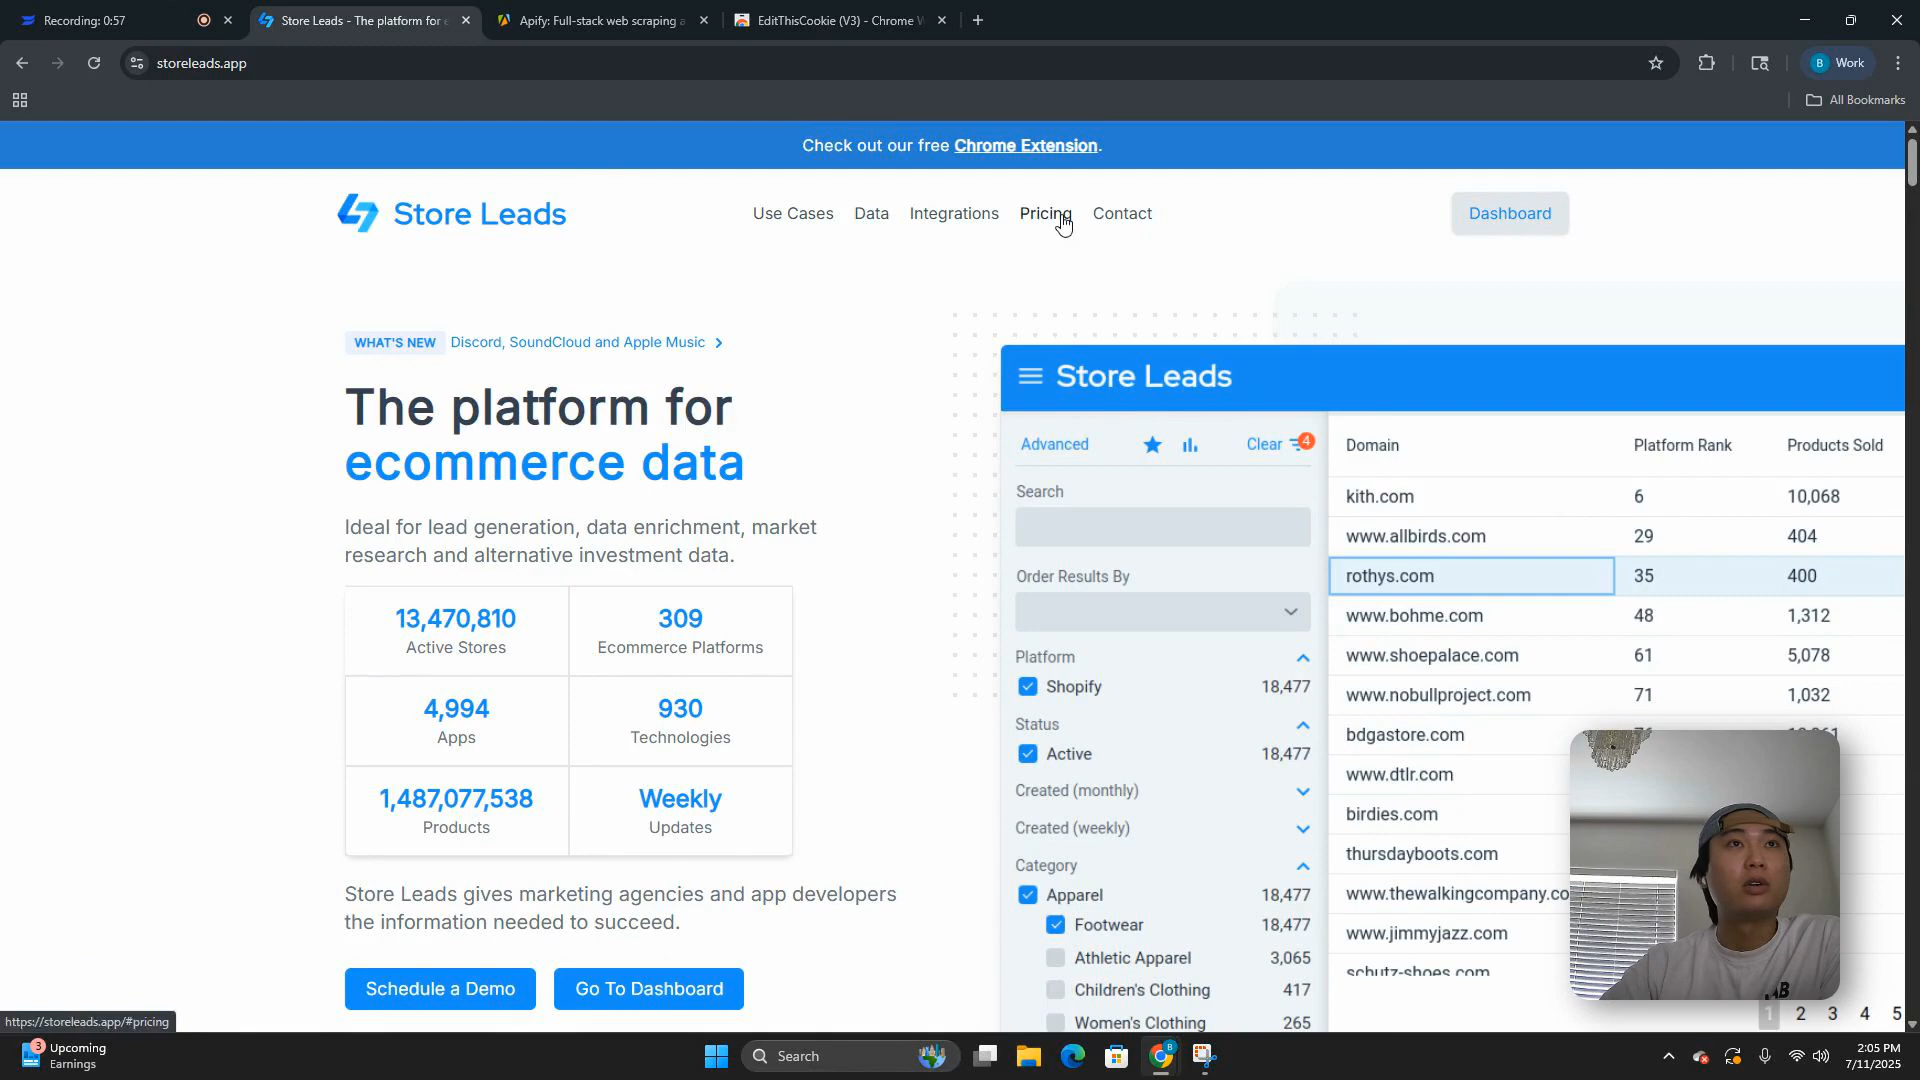 Recording: 0:57
Store Leads - The platform for e
Apify: Full-stack web scraping a
EditThisCookie (V3) - Chrome W
storeleads.app
B Work
All Bookmarks
Check out our free Chrome Extension.
Store Leads
Use Cases
Data
Integrations
Pricing
Contact
Dashboard
WHAT'S NEW Discord, SoundCloud and Apple Music
The platform for
ecommerce data
Ideal for lead generation, data enrichment, market
research and alternative investment data.
13,470,810
Active Stores
309
Ecommerce Platforms
4,994
Apps
930
Technologies
1,487,077,538
Products
Weekly
Updates
Store Leads gives marketing agencies and app developers
the information needed to succeed.
Schedule a Demo
Go To Dashboard
https://storeleads.app/#pricing
Store Leads
Advanced
Clear 4
Search
Order Results By
Platform
Shopify 18,477
Status
Active 18,477
Created (monthly)
Created (weekly)
Category
Apparel 18,477
Footwear 18,477
Athletic Apparel 3,065
Children's Clothing 417
Women's Clothing 265
Domain Platform Rank Products Sold
kith.com 6 10,068
www.allbirds.com 29 404
rothys.com 35 400
www.bohme.com 48 1,312
www.shoepalace.com 61 5,078
www.nobullproject.com 71 1,032
bdgastore.com
www.dtlr.com
birdies.com
thursdayboots.com
www.thewalkingcompany.co
www.jimmyjazz.com
schutz-shoes.com
1 2 3 4 5
3
Upcoming
Earnings
Search
B
2:05 PM
7/11/2025